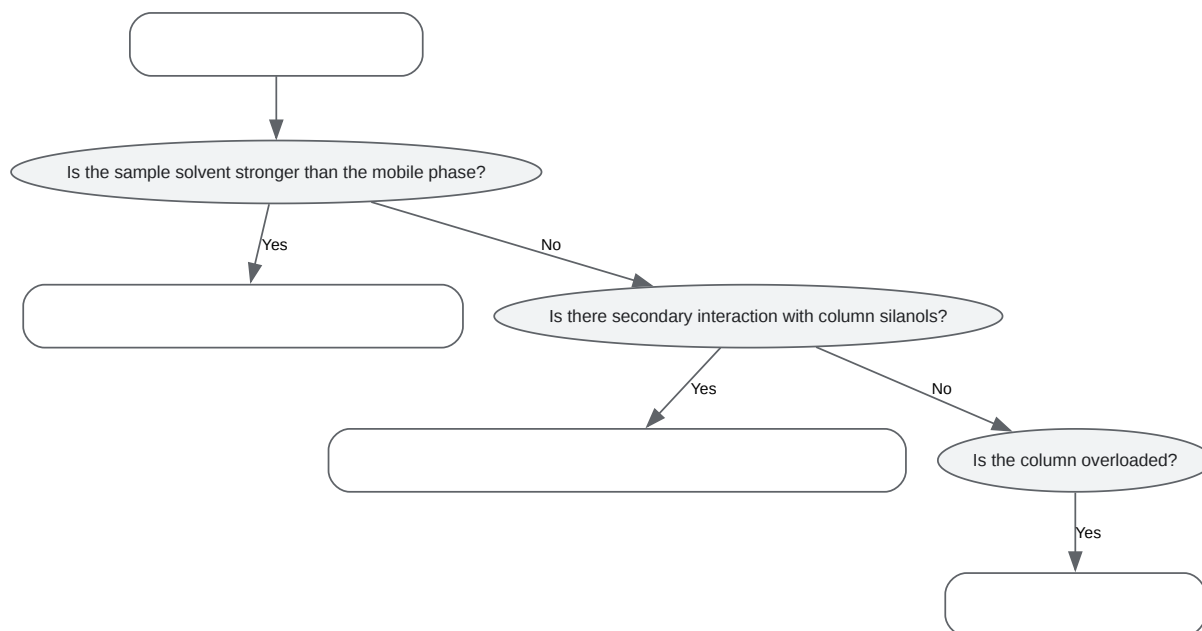 Is the sample solvent stronger than the mobile phase?
Yes
No
Is there secondary interaction with column silanols?
Yes
No
Is the column overloaded?
Yes